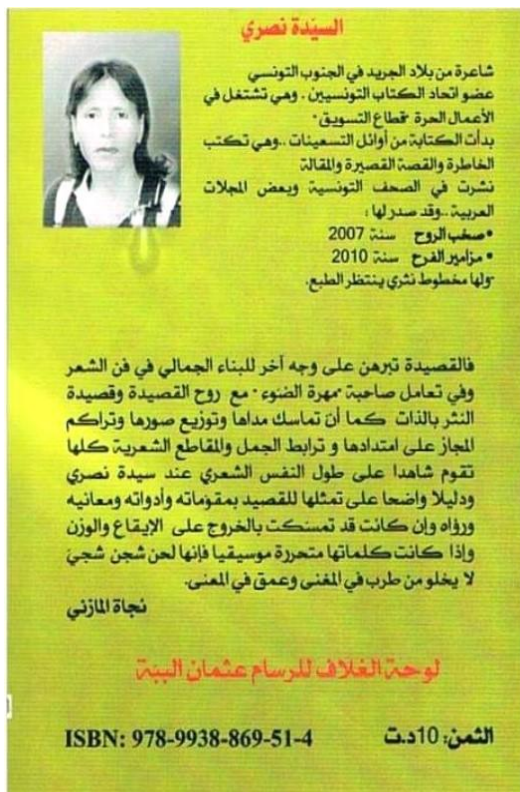 السيّدة نصري
شاعرة من بلاد الجريد في الجنوب التونسي
عضو اتحاد الكتاب التونسيين . وهي تشتغل في
الأعمال الحرة "قطاع التسويق"
بدأت الكتابة من أوائل التسعينات ..وهي تكتب
الخاطرة والقصة القصيرة والمقالة
نشرت في الصحف التونسية وبعض المجلات
العربية ..وقد صدر لها :
• صخب الروح سنة 2007
• مزامير الفرح سنة 2010
-ولها مخطوط نثري ينتظر الطبع.
فالقصيدة تبرهن على وجه آخر للبناء الجمالي في فن الشعر
وفي تعامل صاحبة "مهرة الضوء" مع روح القصيدة وقصيدة
النثر بالذات كما أن تماسك مداها وتوزيع صورها وتراكم
المجاز على امتدادها و ترابط الجمل والمقاطع الشعرية كلها
تقوم شاهدا على طول النفس الشعري عند سيدة نصري
ودليلا واضحا على تمثلها للقصيد بمقوماته وأدواته ومعانيه
ورؤاه وإن كانت قد تمسّكت بالخروج على الإيقاع والوزن
وإذا كانت كلماتها متحررة موسيقيا فإنها لحن شجن شجيّ
لا يخلو من طرب في المغنى وعمق في المعنى.
نجاة المازني
لوحة الغلاف للرسام عثمان الببّة
الثمن: 10د.ت
ISBN: 978-9938-869-51-4